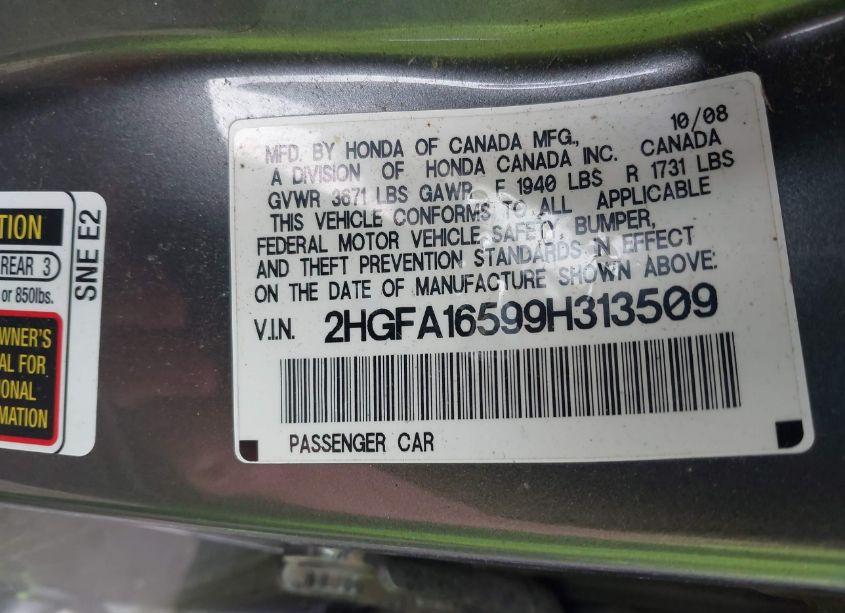 TION
REAR 3
or 850lbs.
WNER'S
AL FOR
IONAL
MATION
SNE E2
10/08
MFD. BY HONDA OF CANADA MFG.,
A DIVISION OF HONDA CANADA INC. CANADA
GVWR 3671 LBS GAWR F 1940 LBS R 1731 LBS
THIS VEHICLE CONFORMS TO ALL APPLICABLE
FEDERAL MOTOR VEHICLE SAFETY, BUMPER,
AND THEFT PREVENTION STANDARDS IN EFFECT
ON THE DATE OF MANUFACTURE SHOWN ABOVE:
V.I.N. 2HGFA16599H313509
PASSENGER CAR